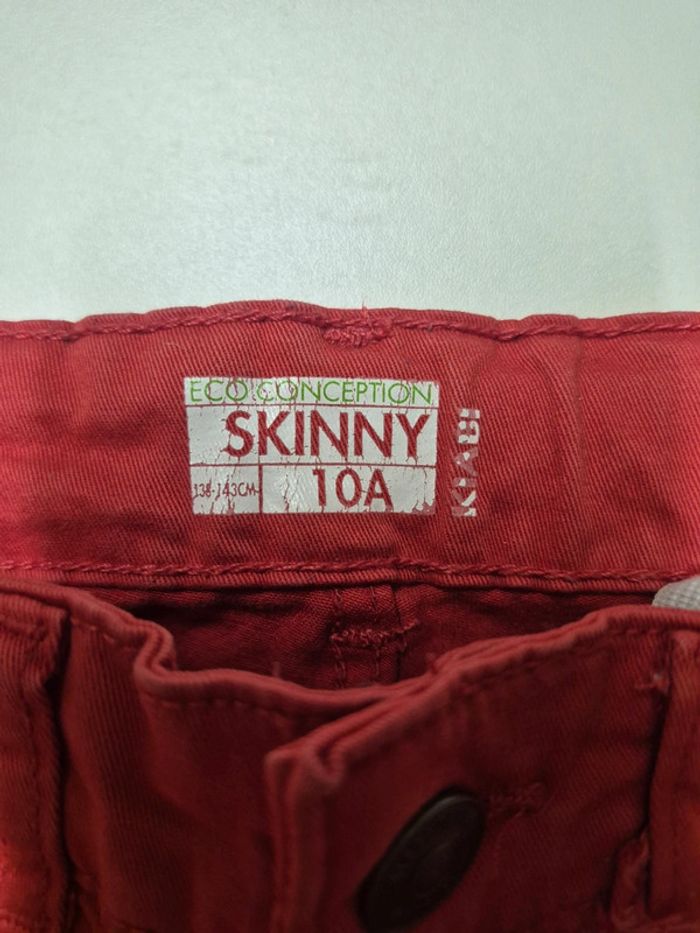 ECO CONCEPTION
SKINNY
138-143CM
10A
KIABI